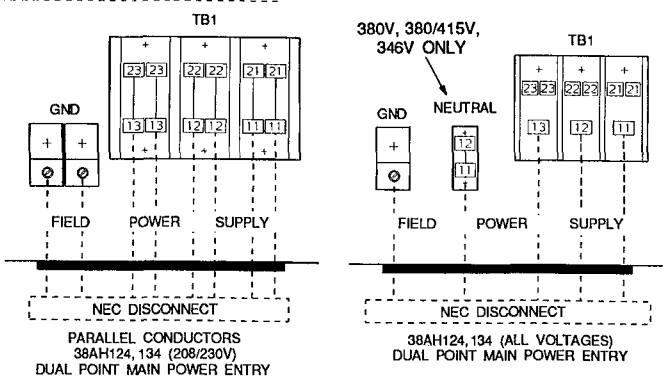 TB1
23 23 22 22 21 21
GND
13 13 12 12 11 11
FIELD POWER SUPPLY
NEC DISCONNECT
PARALLEL CONDUCTORS
38AH124, 134 (208/230V)
DUAL POINT MAIN POWER ENTRY
380V, 380/415V,
346V ONLY
TB1
23 23 22 22 21 21
GND NEUTRAL
13 12 11
12
11
FIELD POWER SUPPLY
NEC DISCONNECT
38AH124, 134 (ALL VOLTAGES)
DUAL POINT MAIN POWER ENTRY